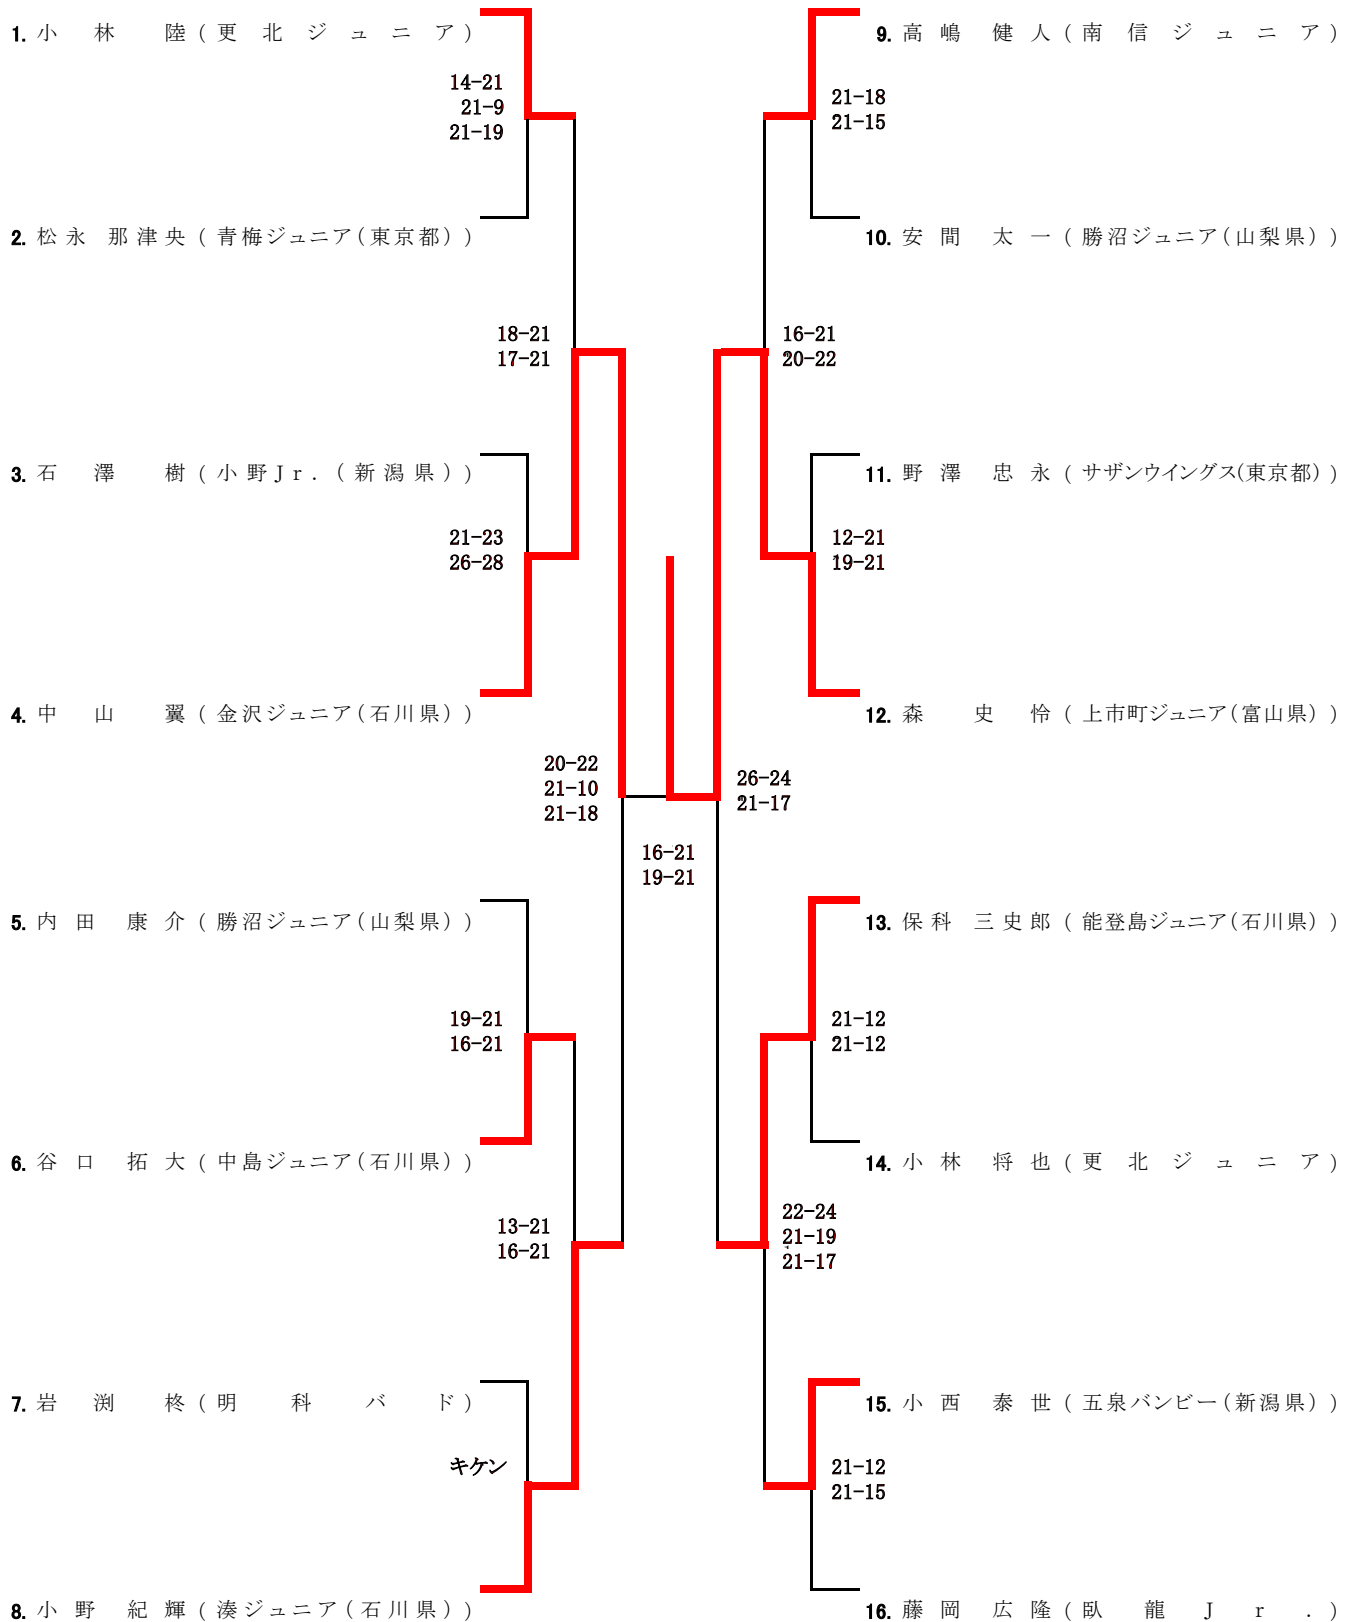 1. 小林 陸 (更北ジュニア)
14-21
21-9
21-19
2. 松永 那津央 (青梅ジュニア(東京都))
18-21
17-21
3. 石澤 樹 (小野Jr.(新潟県))
21-23
26-28
4. 中山 翼 (金沢ジュニア(石川県))
20-22
21-10
21-18
5. 内田 康介 (勝沼ジュニア(山梨県))
19-21
16-21
6. 谷口 拓大 (中島ジュニア(石川県))
13-21
16-21
7. 岩渕 柊 (明科バド)
キケン
8. 小野 紀輝 (湊ジュニア(石川県))
16-21
19-21
9. 高嶋 健人 (南信ジュニア)
21-18
21-15
10. 安間 太一 (勝沼ジュニア(山梨県))
16-21
20-22
11. 野澤 忠永 (サザンウイングス(東京都))
12-21
19-21
12. 森 史怜 (上市町ジュニア(富山県))
26-24
21-17
13. 保科 三史郎 (能登島ジュニア(石川県))
21-12
21-12
14. 小林 将也 (更北ジュニア)
22-24
21-19
21-17
15. 小西 泰世 (五泉バンビー(新潟県))
21-12
21-15
16. 藤岡 広隆 (臥龍Jr.)